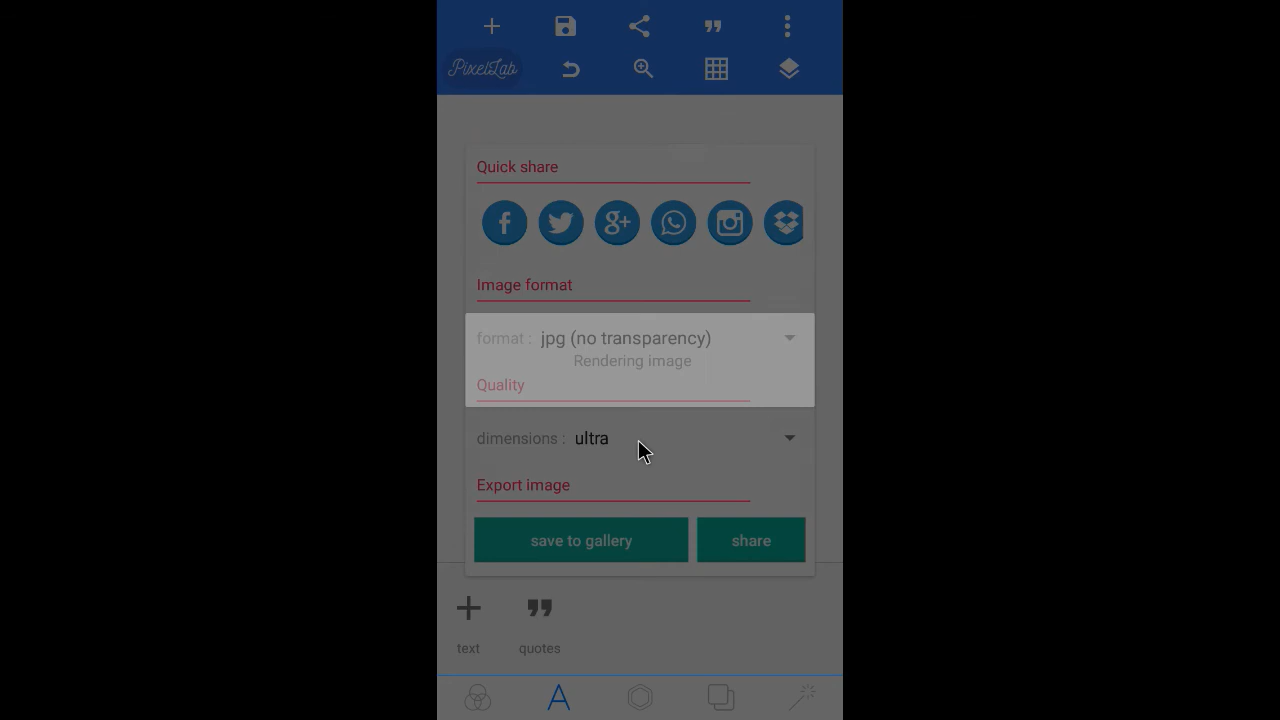 PixelLab
Quick share
Image format
format : jpg (no transparency)
Rendering image
Quality
dimensions : ultra
Export image
save to gallery share
text quotes